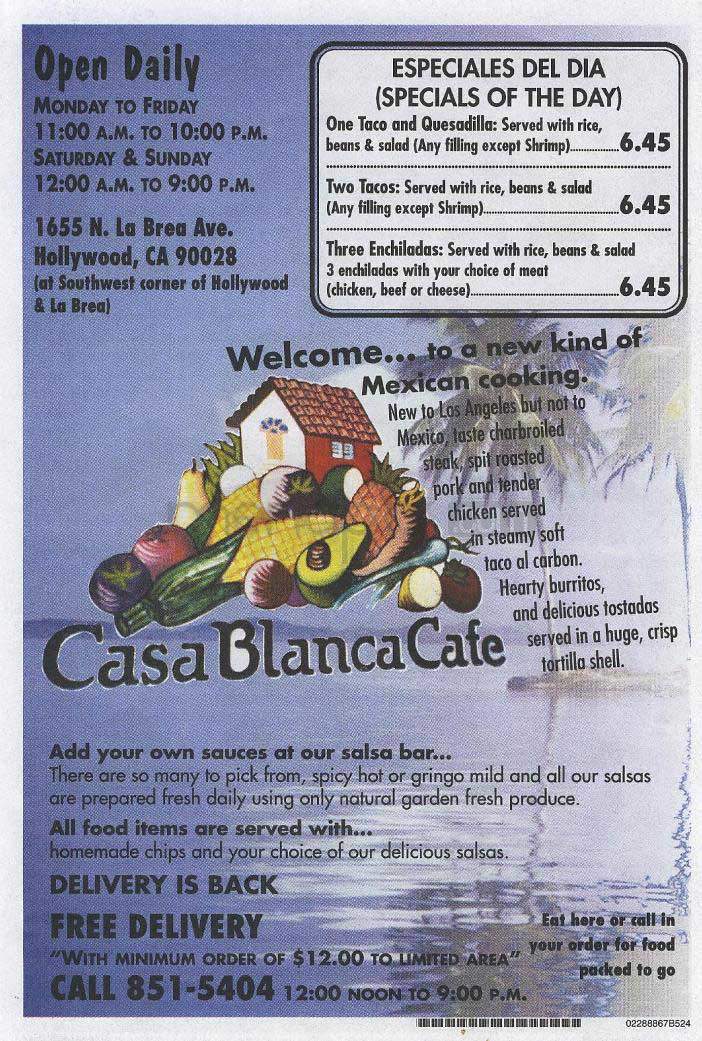 Open Daily
MONDAY TO FRIDAY
11:00 A.M. TO 10:00 P.M.
SATURDAY & SUNDAY
12:00 A.M. TO 9:00 P.M.
1655 N. La Brea Ave.
Hollywood, CA 90028
(at Southwest corner of Hollywood
& La Brea)
ESPECIALES DEL DIA
(SPECIALS OF THE DAY)
One Taco and Quesadilla: Served with rice,
beans & salad (Any filling except Shrimp)............6.45
Two Tacos: Served with rice, beans & salad
(Any filling except Shrimp)...................................6.45
Three Enchiladas: Served with rice, beans & salad
3 enchiladas with your choice of meat
(chicken, beef or cheese)......................................6.45
Welcome... to a new kind of
Mexican cooking.
New to Los Angeles but not to
Mexico, taste charbroiled
steak, spit roasted
pork and tender
chicken served
in steamy soft
taco al carbon.
Hearty burritos,
and delicious tostadas
served in a huge, crisp
tortilla shell.
Casa Blanca Cafe
Add your own sauces at our salsa bar...
There are so many to pick from, spicy hot or gringo mild and all our salsas
are prepared fresh daily using only natural garden fresh produce.
All food items are served with...
homemade chips and your choice of our delicious salsas.
DELIVERY IS BACK
FREE DELIVERY
"WITH MINIMUM ORDER OF $12.00 TO LIMITED AREA"
CALL 851-5404 12:00 NOON TO 9:00 P.M.
Eat here or call in
your order for food
packed to go
02288867B524